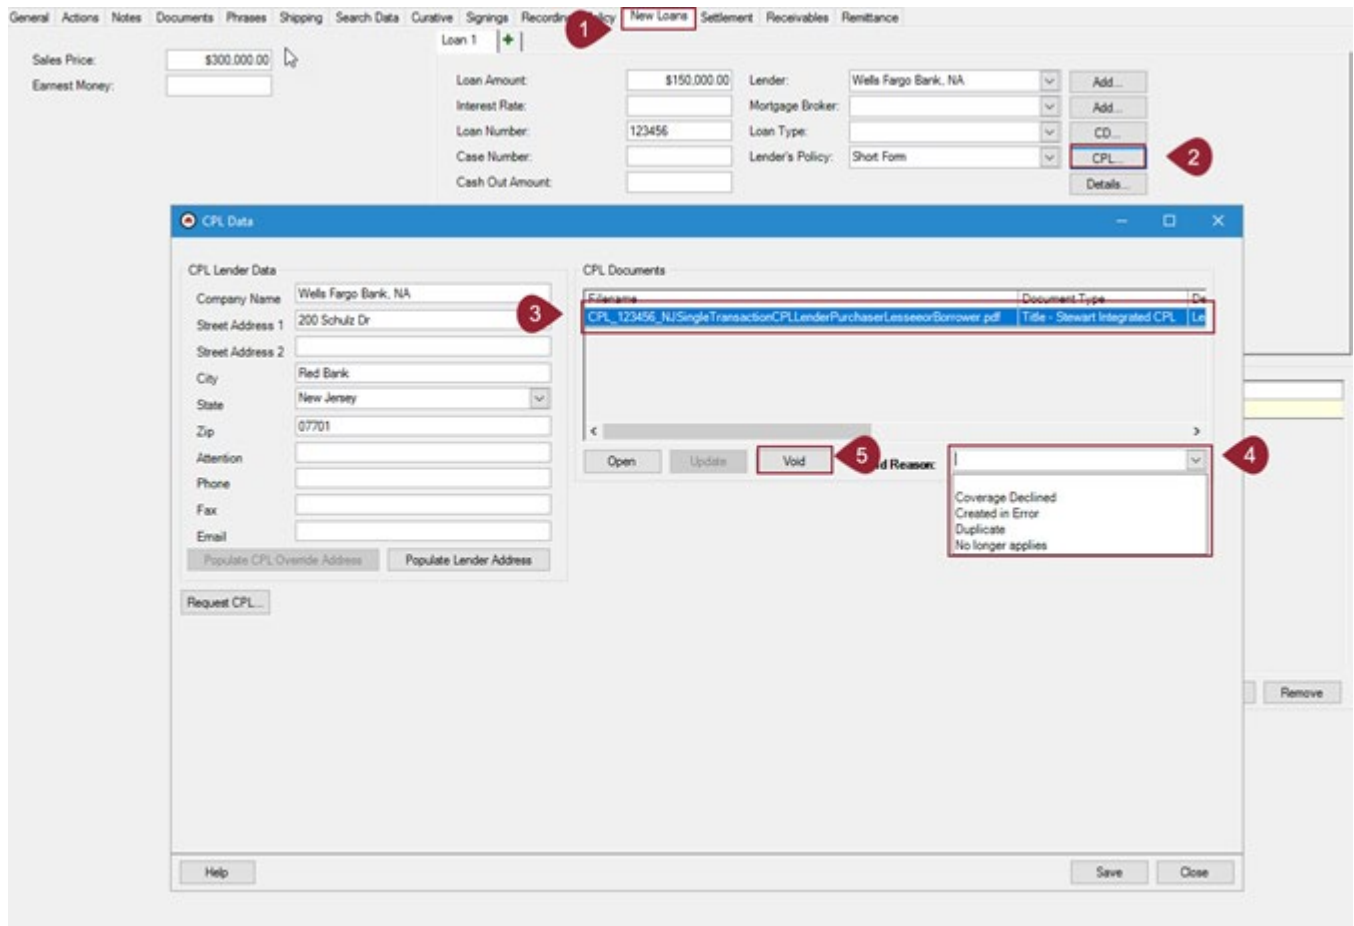 General Actions Notes Documents Phrases Shipping Search Data Curative Signings Recording New Loans Settlement Receivables Remittance
1
Loan 1
Sales Price: $300,000.00
Earnest Money:
Loan Amount: $150,000.00 Lender: Wells Fargo Bank, NA Add...
Interest Rate: Mortgage Broker: Add...
Loan Number: 123456 Loan Type: CD...
Case Number: Lender's Policy: Short Form CPL... 2
Cash Out Amount: Details...
CPL Data
CPL Lender Data
Company Name Wells Fargo Bank, NA
Street Address 1 200 Schulz Dr
Street Address 2
City Red Bank
State New Jersey
Zip 07701
Attention
Phone
Fax
Email
Populate CPL Override Address Populate Lender Address
Request CPL...
CPL Documents
Filename Document Type De
3 CPL_123456_NJSingleTransactionCPLLenderPurchaserLesseeorBorrower.pdf Title - Stewart Integrated CPL Le
Open Update Void 5 d Reason: 4
Coverage Declined
Created in Error
Duplicate
No longer applies
Remove
Help Save Close